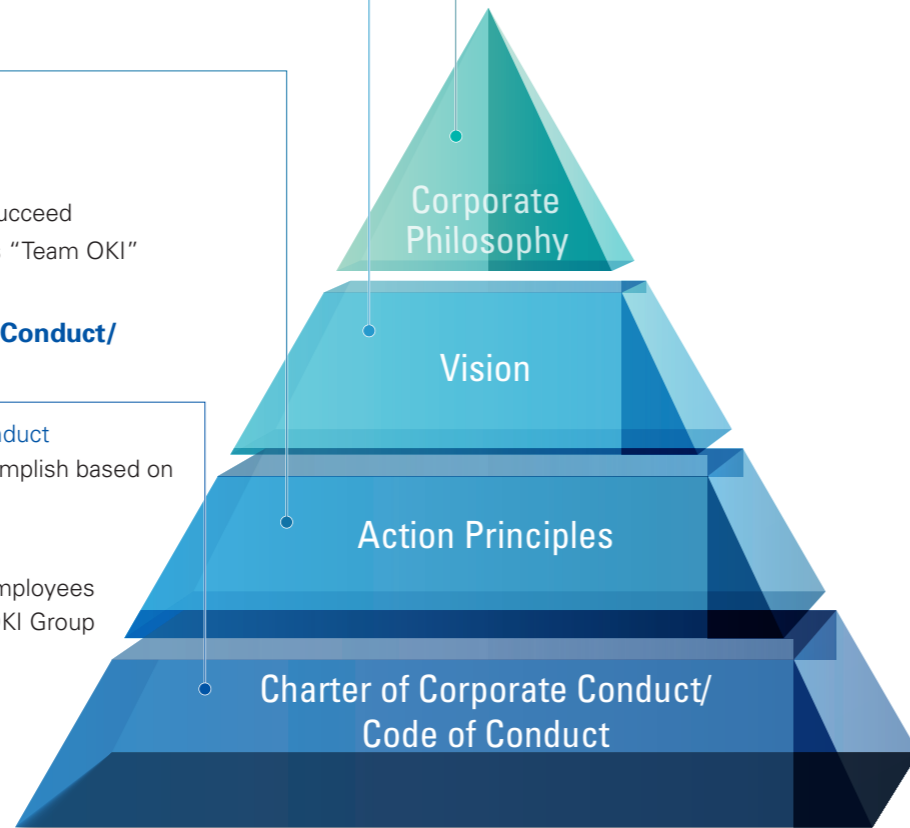 ucceed
“Team OKI”
Conduct/
duct
mplish based on
mployees
KI Group
Corporate
Philosophy
Vision
Action Principles
Charter of Corporate Conduct/
Code of Conduct